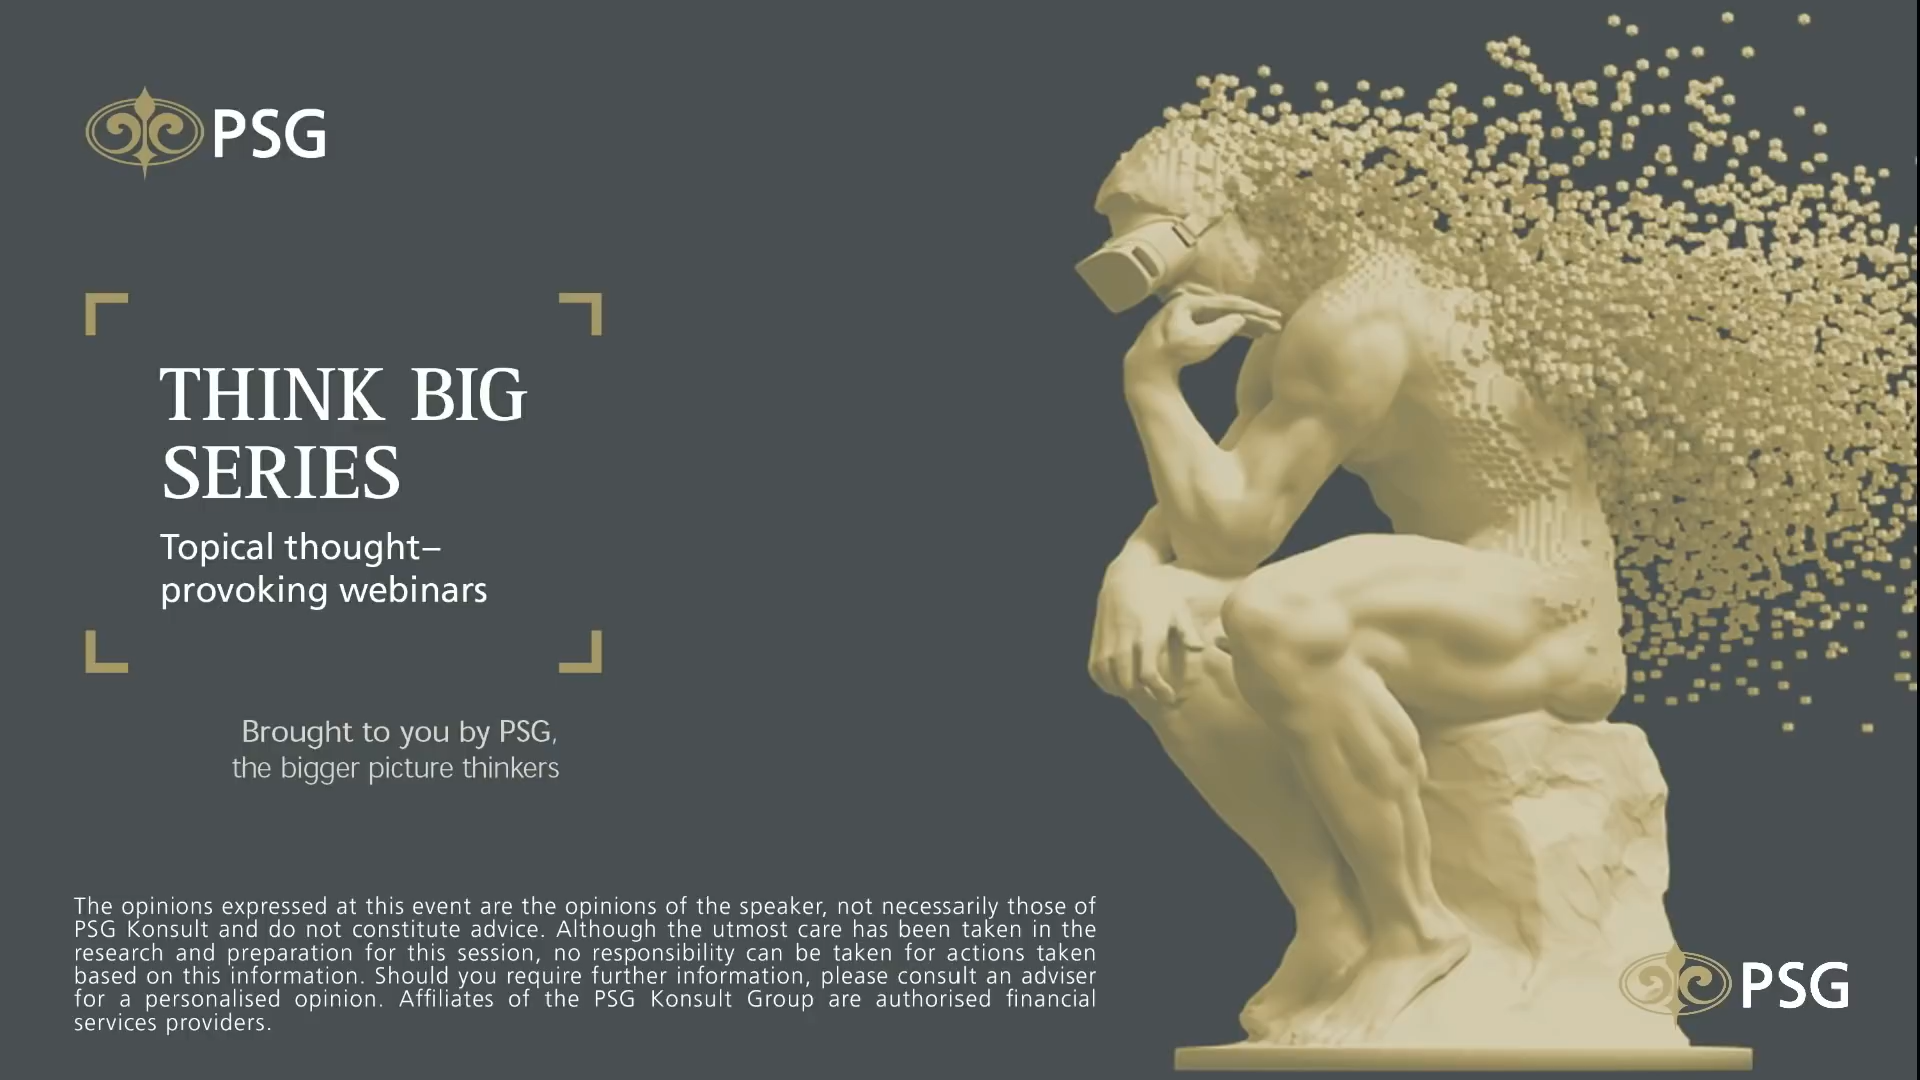 PSG
THINK BIG
SERIES
Topical thought–
provoking webinars
Brought to you by PSG,
the bigger picture thinkers
The opinions expressed at this event are the opinions of the speaker, not necessarily those of
PSG Konsult and do not constitute advice. Although the utmost care has been taken in the
research and preparation for this session, no responsibility can be taken for actions taken
based on this information. Should you require further information, please consult an adviser
for a personalised opinion. Affiliates of the PSG Konsult Group are authorised financial
services providers.
PSG